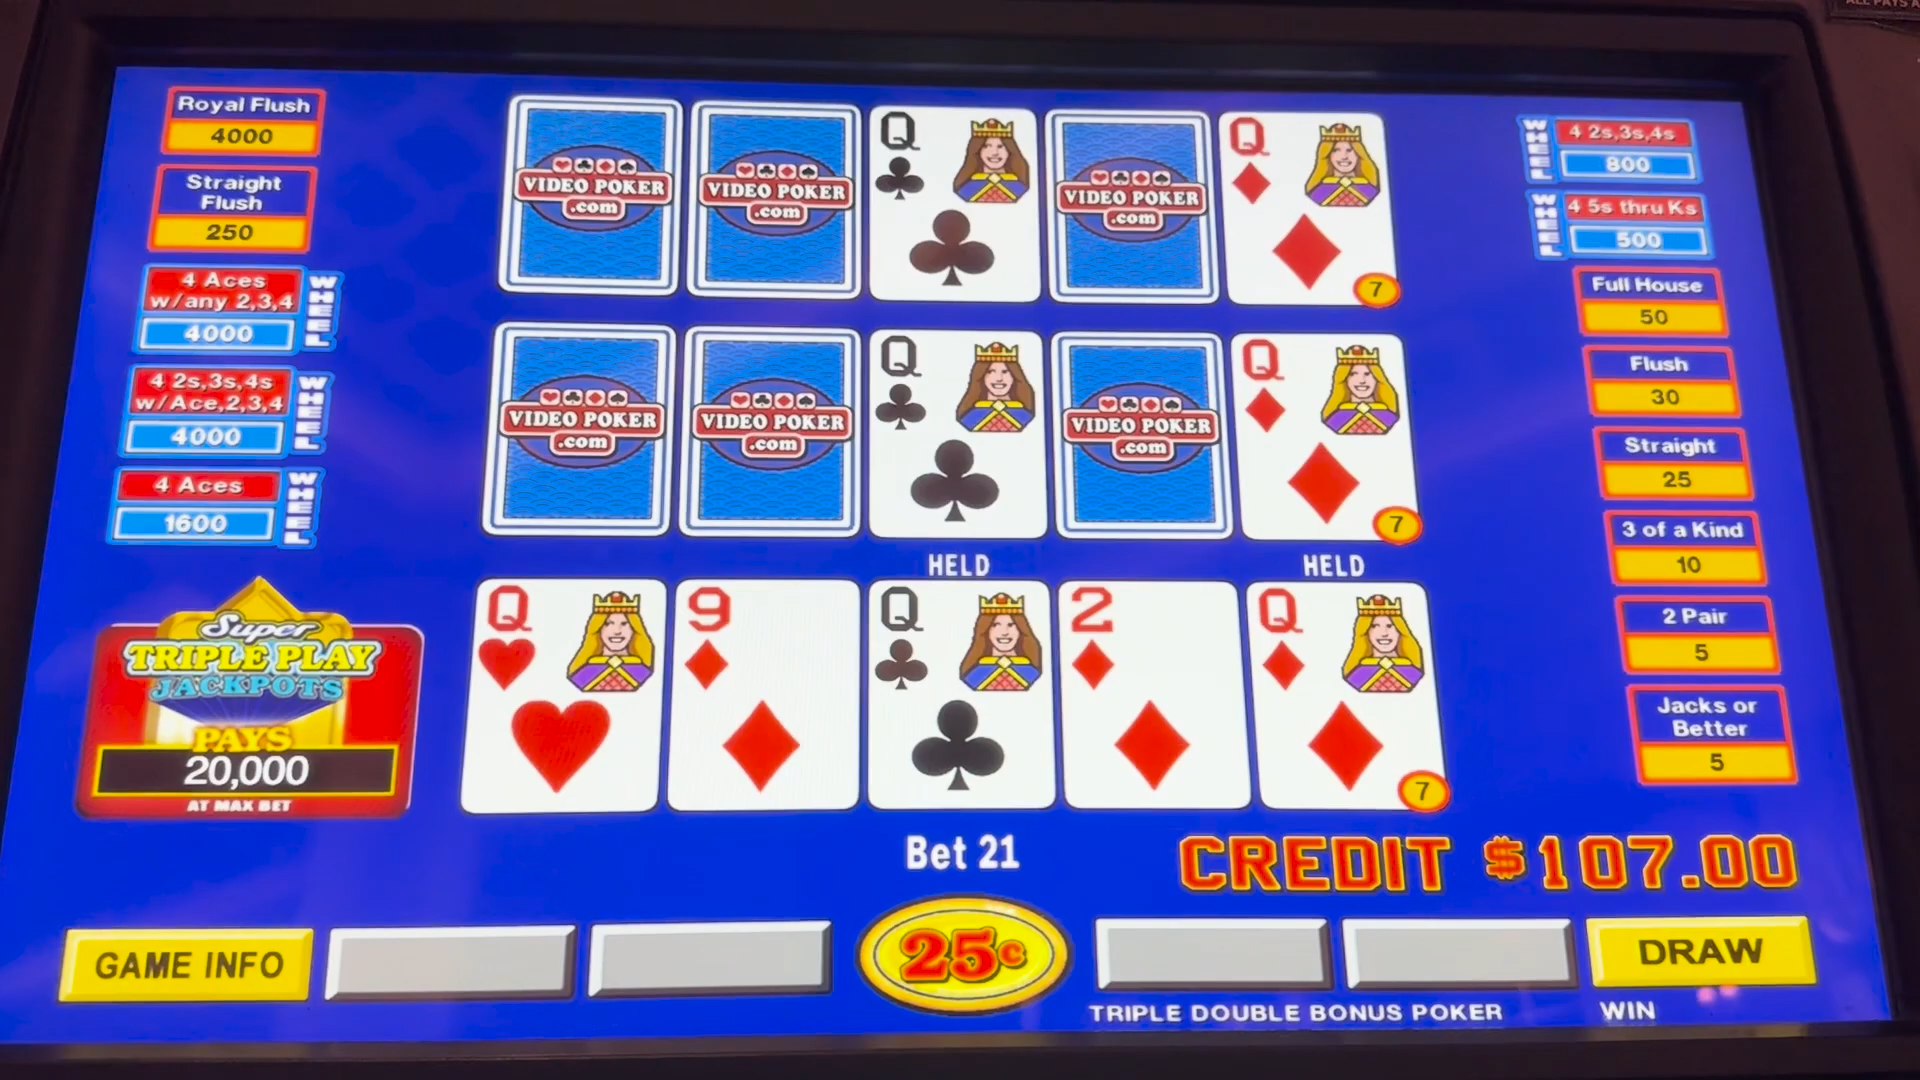 ALL PAYS A
Royal Flush
4000
Straight
Flush
250
4 Aces
w/any 2,3,4
4000
WHEEL
4 2s,3s,4s
w/Ace,2,3,4
4000
WHEEL
4 Aces
1600
WHEEL
Super
TRIPLE PLAY
JACKPOTS
PAYS
20,000
AT MAX BET
VIDEO POKER
.com
VIDEO POKER
.com
Q
VIDEO POKER
.com
Q
7
VIDEO POKER
.com
VIDEO POKER
.com
Q
VIDEO POKER
.com
Q
7
HELD
HELD
Q
9
Q
2
Q
7
WHEEL
4 2s,3s,4s
800
WHEEL
4 5s thru Ks
500
Full House
50
Flush
30
Straight
25
3 of a Kind
10
2 Pair
5
Jacks or
Better
5
Bet 21
CREDIT $107.00
GAME INFO
25¢
DRAW
TRIPLE DOUBLE BONUS POKER
WIN